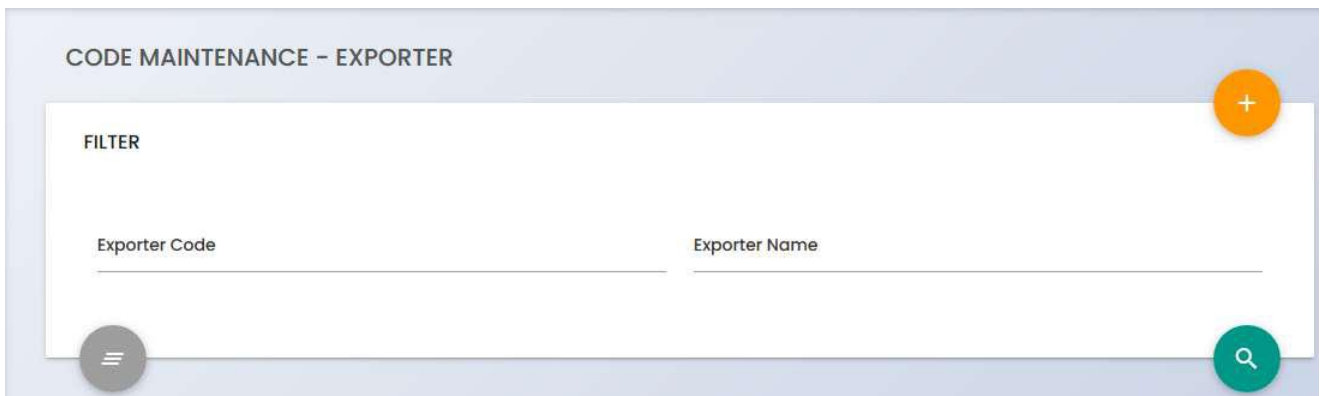 CODE MAINTENANCE - EXPORTER
FILTER
Exporter Code
Exporter Name